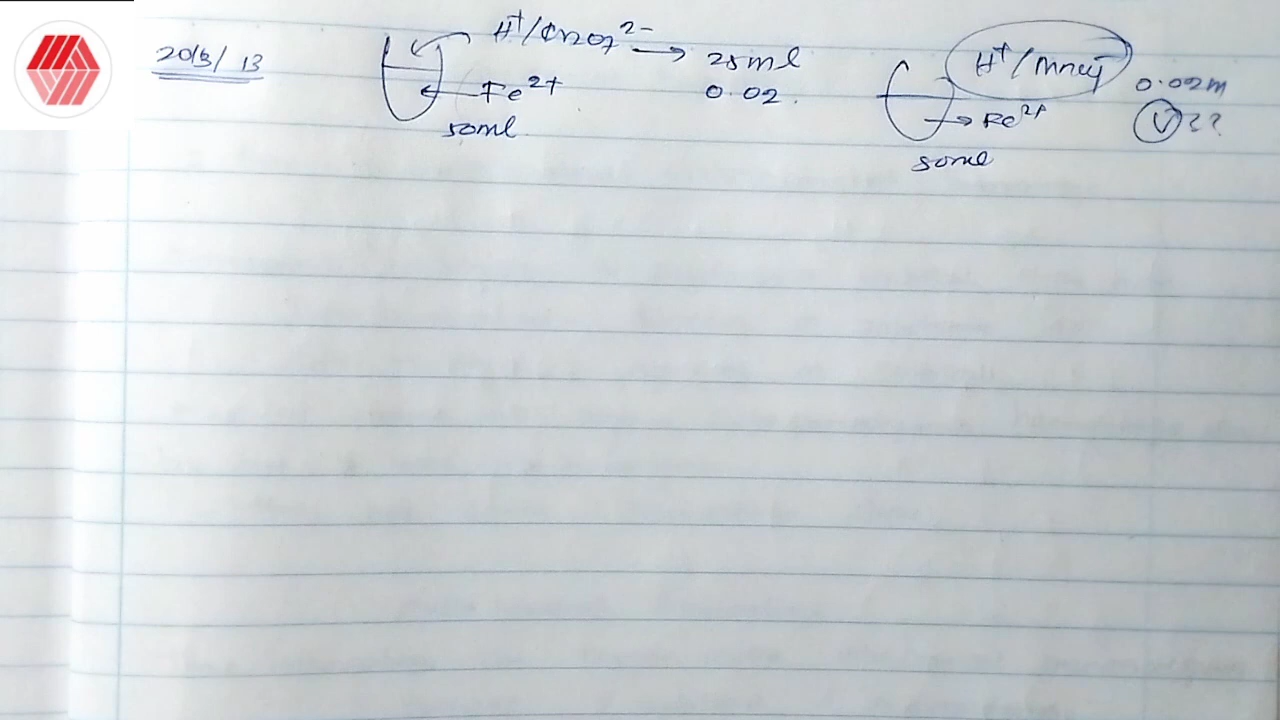 2013/ 13
H⁺/Cr2O7²⁻ → 25ml
Fe²⁺ 0.02.
50ml
H⁺/MnO4⁻ 0.02M
→ Fe²⁺ V??
50ml